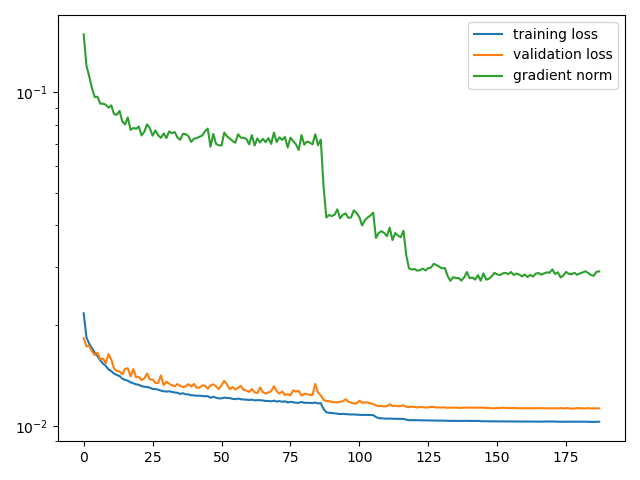 training loss
validation loss
gradient norm
10⁻¹
10⁻²
0 25 50 75 100 125 150 175